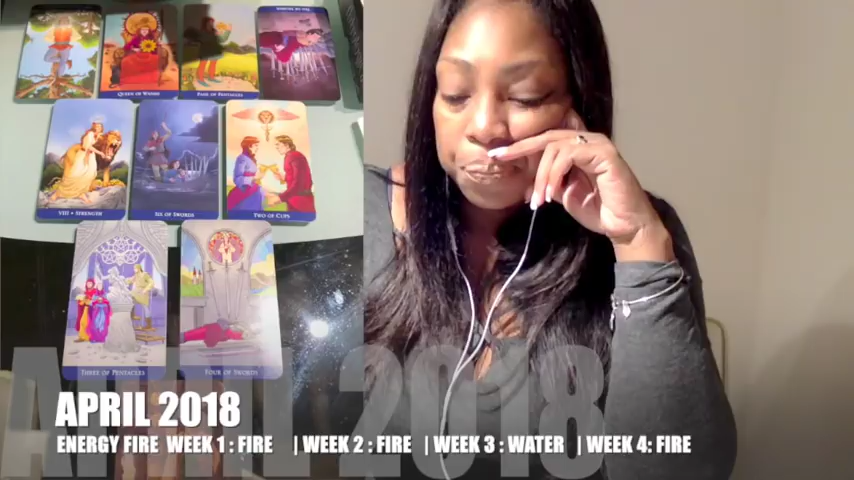 QUEEN OF WANDS
PAGE OF PENTACLES
VIII • STRENGTH
SIX OF SWORDS
TWO OF CUPS
THREE OF PENTACLES
FOUR OF SWORDS
APRIL 2018
APRIL 2018
ENERGY FIRE WEEK 1 : FIRE | WEEK 2 : FIRE | WEEK 3 : WATER | WEEK 4: FIRE